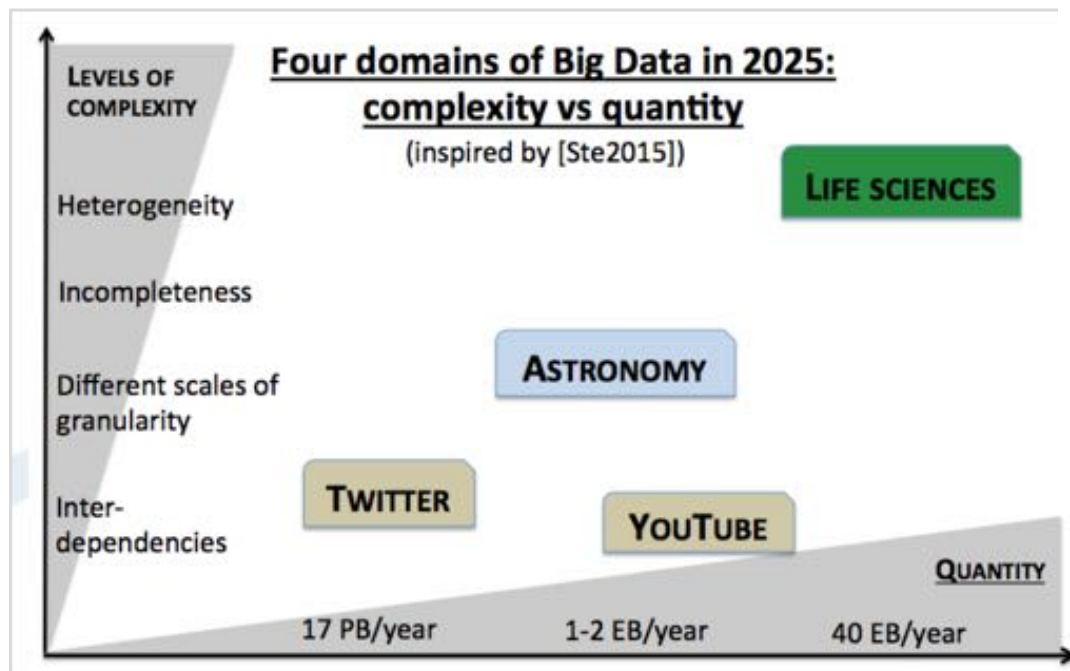 Four domains of Big Data in 2025:
complexity vs quantity
(inspired by [Ste2015])
LEVELS OF
COMPLEXITY
Heterogeneity
Incompleteness
Different scales of
granularity
Inter-
dependencies
LIFE SCIENCES
ASTRONOMY
TWITTER
YOUTUBE
QUANTITY
17 PB/year
1-2 EB/year
40 EB/year